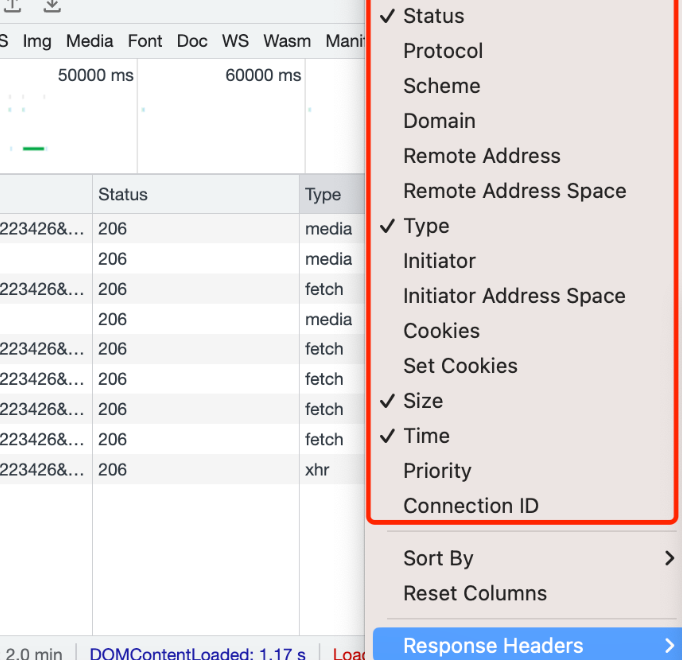 S Img Media Font Doc WS Wasm Manif
50000 ms 60000 ms
Status Type
223426&... 206 media
206 media
223426&... 206 fetch
206 media
223426&... 206 fetch
223426&... 206 fetch
223426&... 206 fetch
223426&... 206 fetch
223426&... 206 xhr
2.0 min DOMContentLoaded: 1.17 s Load
Status
Protocol
Scheme
Domain
Remote Address
Remote Address Space
Type
Initiator
Initiator Address Space
Cookies
Set Cookies
Size
Time
Priority
Connection ID
Sort By
Reset Columns
Response Headers